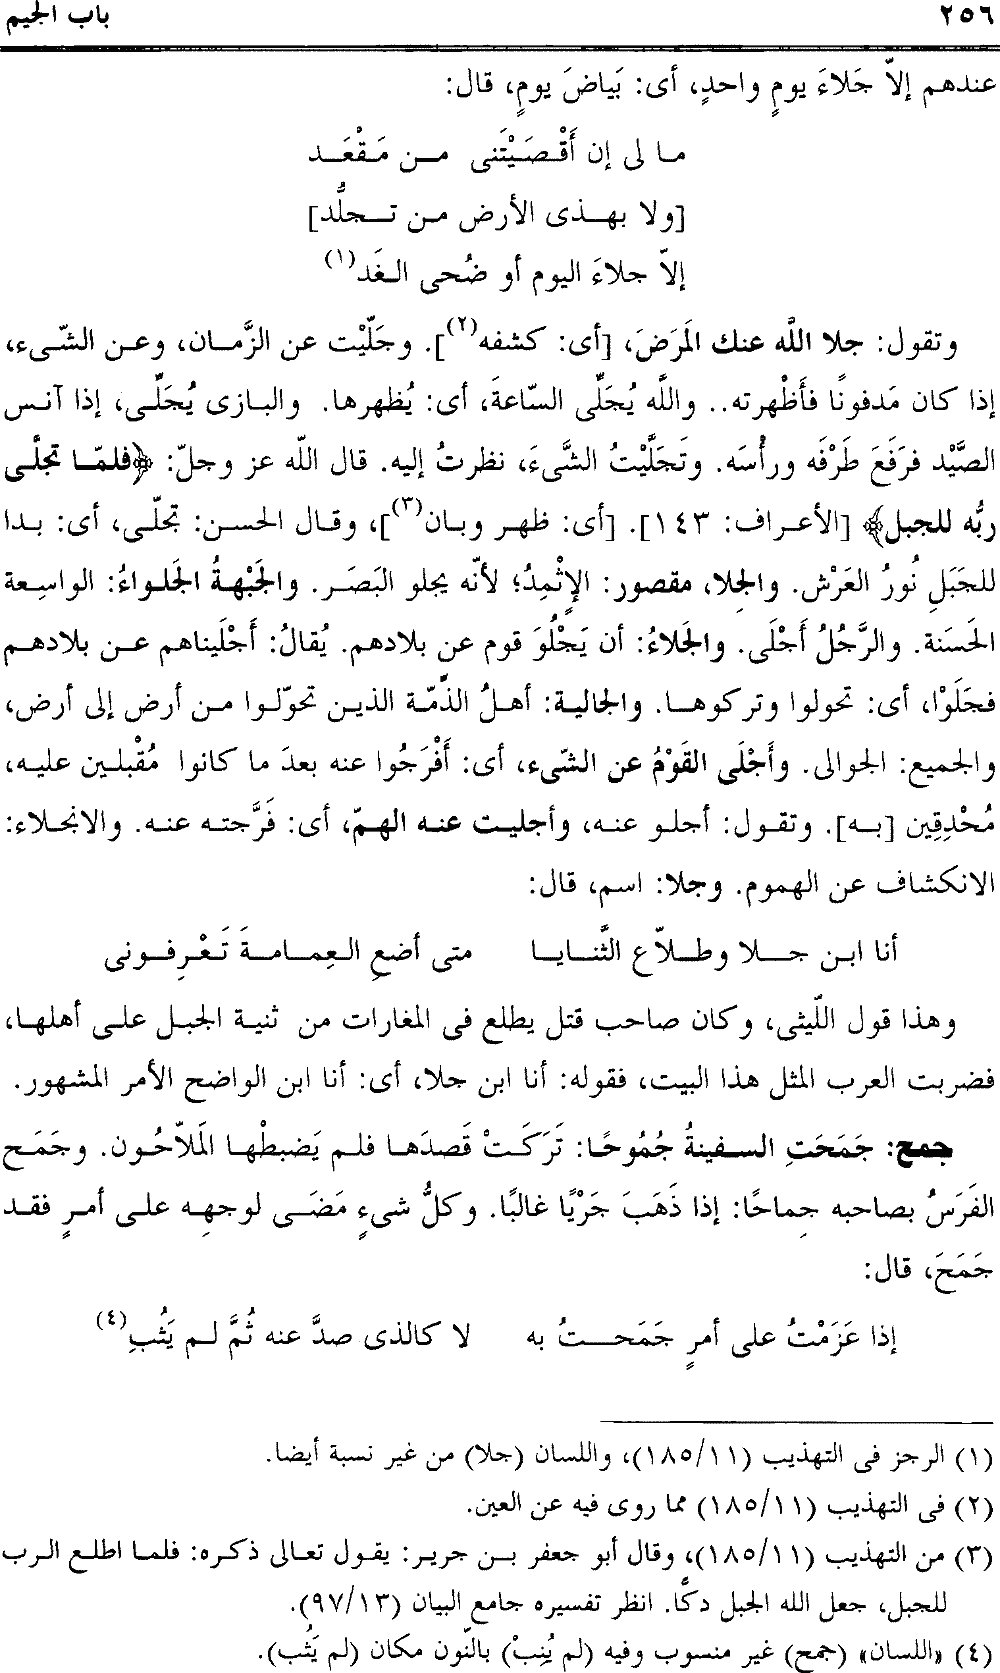 ٢٥٦ باب الجيم
عندهم إلاّ جَلاءَ يومٍ واحدٍ، أى: بَياضَ يومٍ، قال:
ما لى إن أَقْصَيْتَنى من مَقْعَد
[ولا بهذى الأرض من تجلُّد]
إلاّ جلاءَ اليوم أو ضُحى الغَد(١)
وتقول: جلا اللَّه عنك المَرَضَ، [أى: كشفه(٢)]. وجَلّيْت عن الزَّمان، وعن الشّىء،
إذا كان مَدفونًا فأَظْهرته.. واللَّه يُجَلِّى السّاعةَ، أى: يُظهرها. والبازى يُجَلِّى، إذا آنس
الصَّيْد فرَفَعَ طَرْفَه ورأْسَه. وتَجَلَّيْتُ الشَّىءَ، نظرتُ إليه. قال اللّه عز وجلّ: ﴿فلمّا تجلَّى
ربُّه للجبل﴾ [الأعراف: ١٤٣]. [أى: ظهر وبان(٣)]، وقال الحسن: تجلّى، أى: بدا
للجَبَلِ نُورُ العَرْش. والجِلا، مقصور: الإثْمِدُ؛ لأنّه يجلو البَصَر. والجَبْهةُ الجَلواءُ: الواسِعة
الحَسَنة. والرَّجُلُ أَجْلَى. والجَلاءُ: أن يَجْلُوَ قوم عن بلادهم. يُقالُ: أَجْلَيناهم عن بلادهم
فجَلَوْا، أى: تحولوا وتركوها. والجالية: أهلُ الذِّمّة الذين تحوّلوا من أرض إلى أرض،
والجميع: الجوالى. وأَجْلَى القَوْمُ عن الشّىء، أى: أَفْرَجُوا عنه بعدَ ما كانوا مُقْبلين عليه،
مُحْدِقِين [به]. وتقول: أجلو عنه، وأجليت عنه الهمّ، أى: فَرَّجته عنه. والانجلاء:
الانكشاف عن الهموم. وجلا: اسم، قال:
أنا ابن جلا وطلاّع الثَّنايا متى أضعِ العِمامةَ تَعْرِفونى
وهذا قول اللّيثى، وكان صاحب قتل يطلع فى المغارات من ثنية الجبل على أهلها،
فضربت العرب المثل هذا البيت، فقوله: أنا ابن جلا، أى: أنا ابن الواضح الأمر المشهور.
جمح: جَمَحَتِ السفينةُ جُمُوحًا: تَرَكَتْ قَصدَها فلم يَضبطْها المَلاّحُون. وجَمَح
الفَرَسُ بصاحبه جِماحًا: إذا ذَهَبَ جَرْيًا غالبًا. وكلُّ شىءٍ مَضَى لوجهِه على أمرٍ فقد
جَمَحَ، قال:
إذا عَزَمْتُ على أمرٍ جَمَحتُ به لا كالذى صدَّ عنه ثُمَّ لم يَثُبِ(٤)
(١) الرجز فى التهذيب (١٨٥/١١)، واللسان (جلا) من غير نسبة أيضا.
(٢) فى التهذيب (١٨٥/١١) مما روى فيه عن العين.
(٣) من التهذيب (١٨٥/١١)، وقال أبو جعفر بن جرير: يقول تعالى ذكره: فلما اطلع الرب
للجبل، جعل الله الجبل دكًّا. انظر تفسيره جامع البيان (٩٧/١٣).
(٤) «اللسان» (جمح) غير منسوب وفيه (لم يُنِبْ) بالنّون مكان (لم يَثُب).